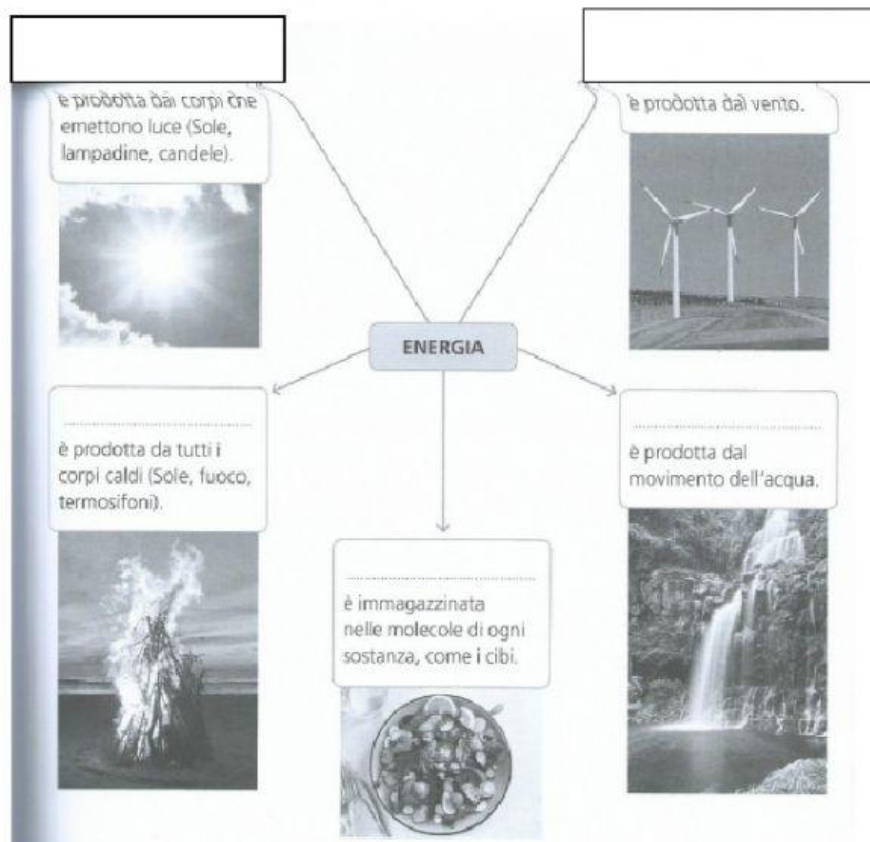 è prodotta dai corpi che
emettono luce (Sole,
lampadine, candele).
è prodotta dal vento.
ENERGIA
è prodotta da tutti i
corpi caldi (Sole, fuoco,
termosifoni).
è prodotta dal
movimento dell'acqua.
è immagazzinata
nelle molecole di ogni
sostanza, come i cibi.